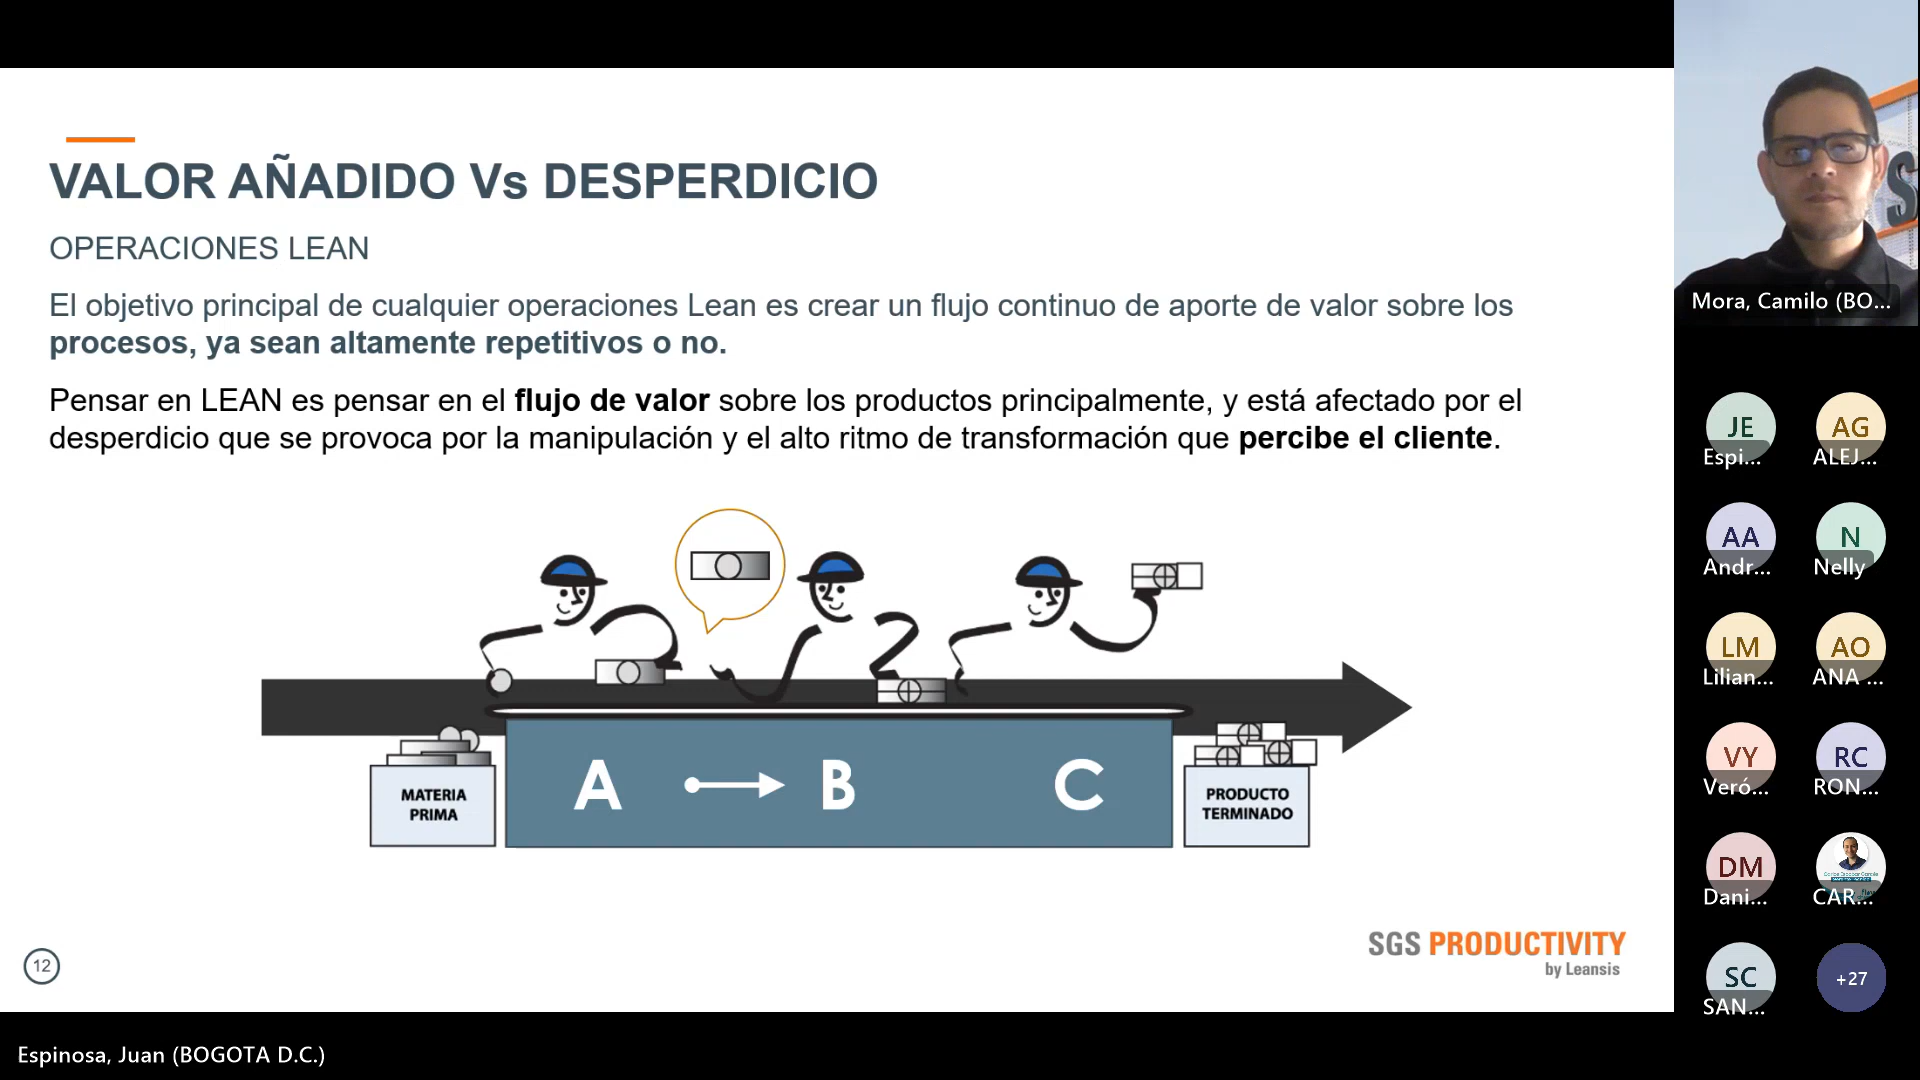 VALOR AÑADIDO Vs DESPERDICIO
OPERACIONES LEAN
El objetivo principal de cualquier operaciones Lean es crear un flujo continuo de aporte de valor sobre los
procesos, ya sean altamente repetitivos o no.
Pensar en LEAN es pensar en el flujo de valor sobre los productos principalmente, y está afectado por el
desperdicio que se provoca por la manipulación y el alto ritmo de transformación que percibe el cliente.
MATERIA
PRIMA
A
B
C
PRODUCTO
TERMINADO
SGS PRODUCTIVITY
by Leansis
12
Espinosa, Juan (BOGOTA D.C.)
S
Mora, Camilo (BO...
JE
Espi...
AG
ALEJ...
AA
Andr...
N
Nelly
LM
Lilian...
AO
ANA ...
VY
Veró...
RC
RON...
DM
Dani...
CAR...
SC
SAN...
+27